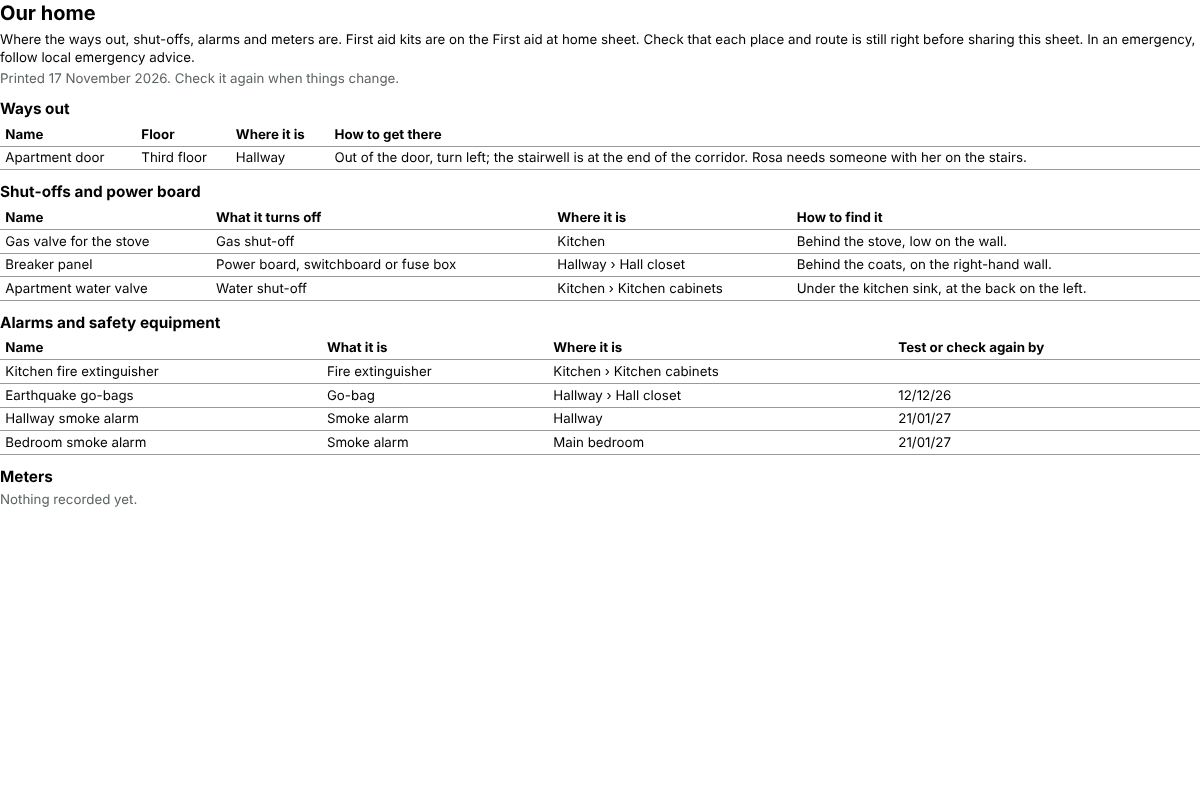 Our home
Where the ways out, shut-offs, alarms and meters are. First aid kits are on the First aid at home sheet. Check that each place and route is still right before sharing this sheet. In an emergency,
follow local emergency advice.
Printed 17 November 2026. Check it again when things change.
Ways out
Name Floor Where it is How to get there
Apartment door Third floor Hallway Out of the door, turn left; the stairwell is at the end of the corridor. Rosa needs someone with her on the stairs.
Shut-offs and power board
Name What it turns off Where it is How to find it
Gas valve for the stove Gas shut-off Kitchen Behind the stove, low on the wall.
Breaker panel Power board, switchboard or fuse box Hallway › Hall closet Behind the coats, on the right-hand wall.
Apartment water valve Water shut-off Kitchen › Kitchen cabinets Under the kitchen sink, at the back on the left.
Alarms and safety equipment
Name What it is Where it is Test or check again by
Kitchen fire extinguisher Fire extinguisher Kitchen › Kitchen cabinets
Earthquake go-bags Go-bag Hallway › Hall closet 12/12/26
Hallway smoke alarm Smoke alarm Hallway 21/01/27
Bedroom smoke alarm Smoke alarm Main bedroom 21/01/27
Meters
Nothing recorded yet.